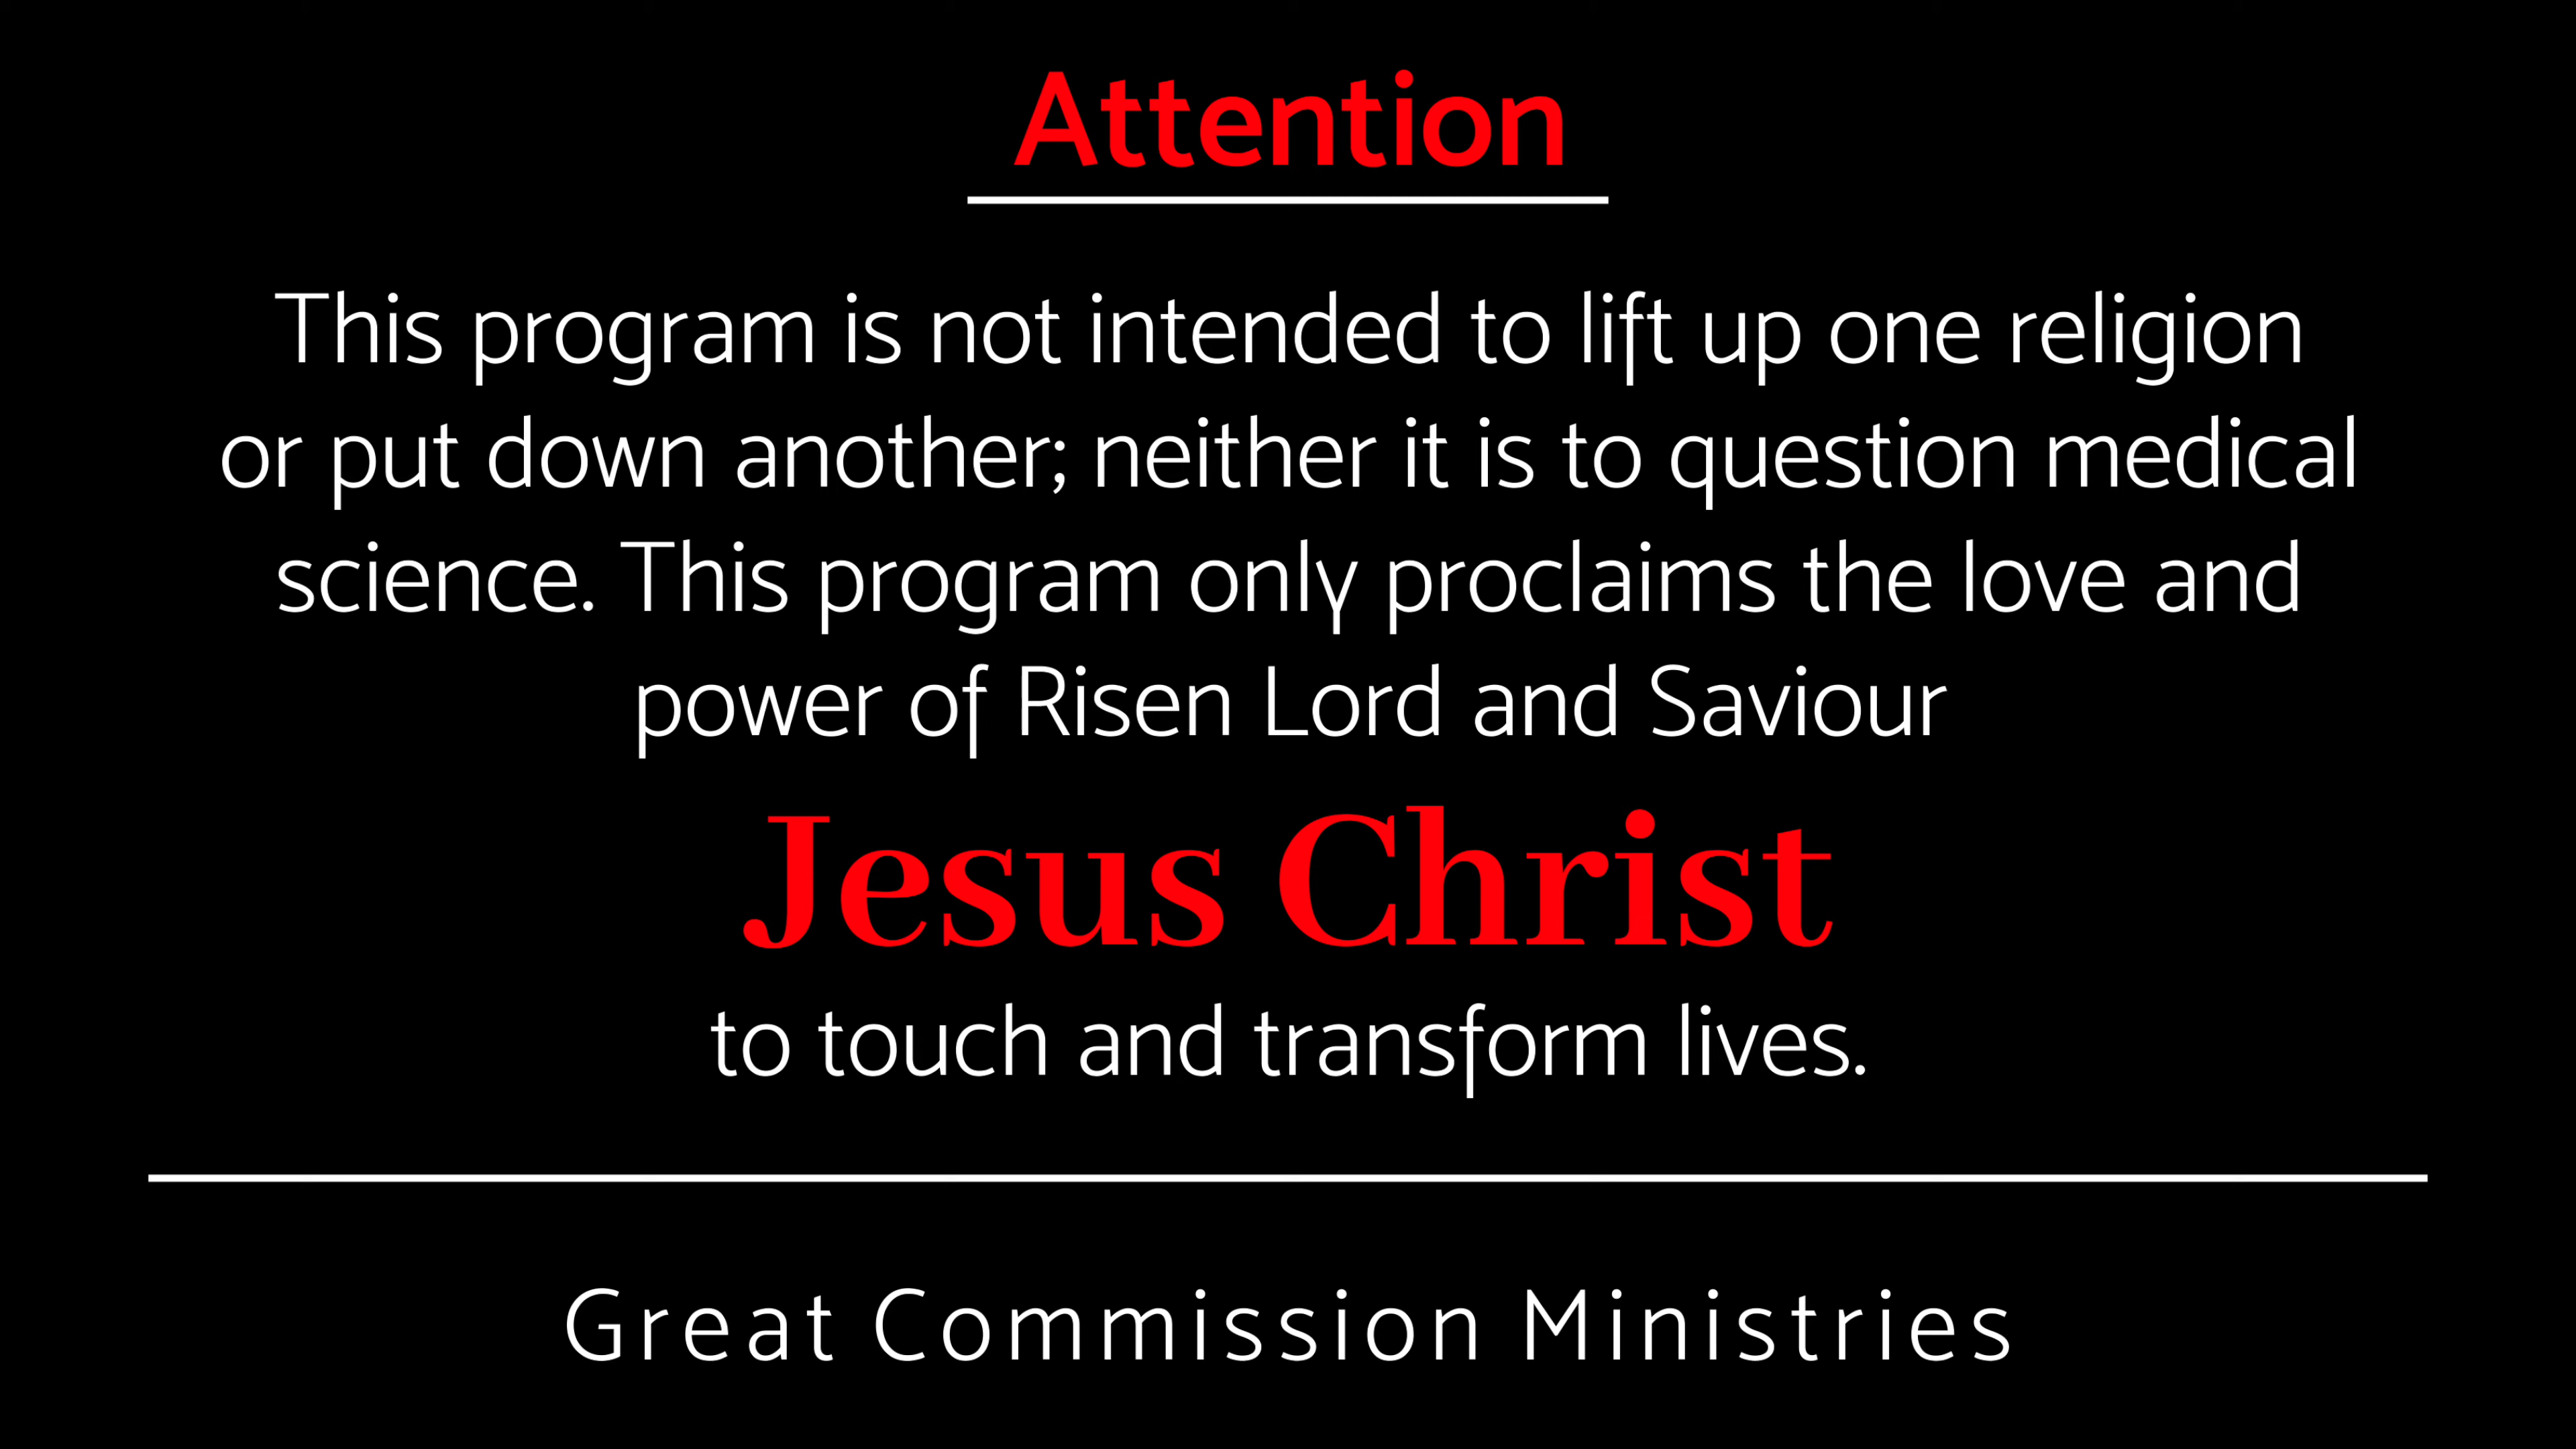 Attention
This program is not intended to lift up one religion
or put down another; neither it is to question medical
science. This program only proclaims the love and
power of Risen Lord and Saviour
Jesus Christ
to touch and transform lives.
Great Commission Ministries